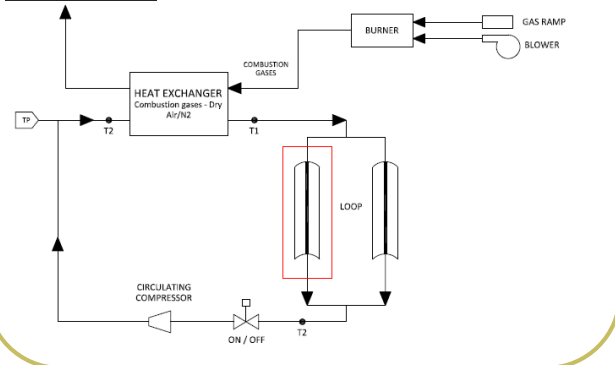 GAS RAMP
BURNER
BLOWER
COMBUSTION
GASES
HEAT EXCHANGER
Combustion gases - Dry
Air/N2
TP
T2
T1
LOOP
CIRCULATING
COMPRESSOR
T2
ON / OFF